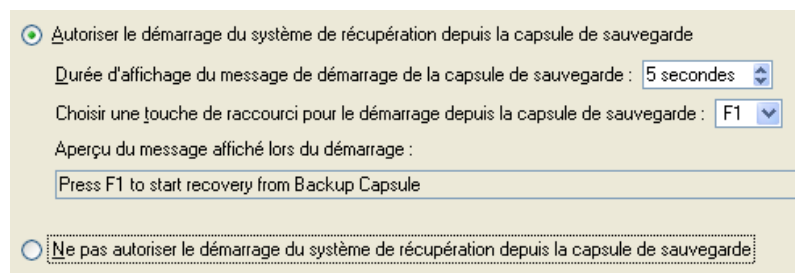 Autoriser le démarrage du système de récupération depuis la capsule de sauvegarde
Durée d'affichage du message de démarrage de la capsule de sauvegarde : 5 secondes
Choisir une touche de raccourci pour le démarrage depuis la capsule de sauvegarde : F1
Aperçu du message affiché lors du démarrage :
Press F1 to start recovery from Backup Capsule
Ne pas autoriser le démarrage du système de récupération depuis la capsule de sauvegarde